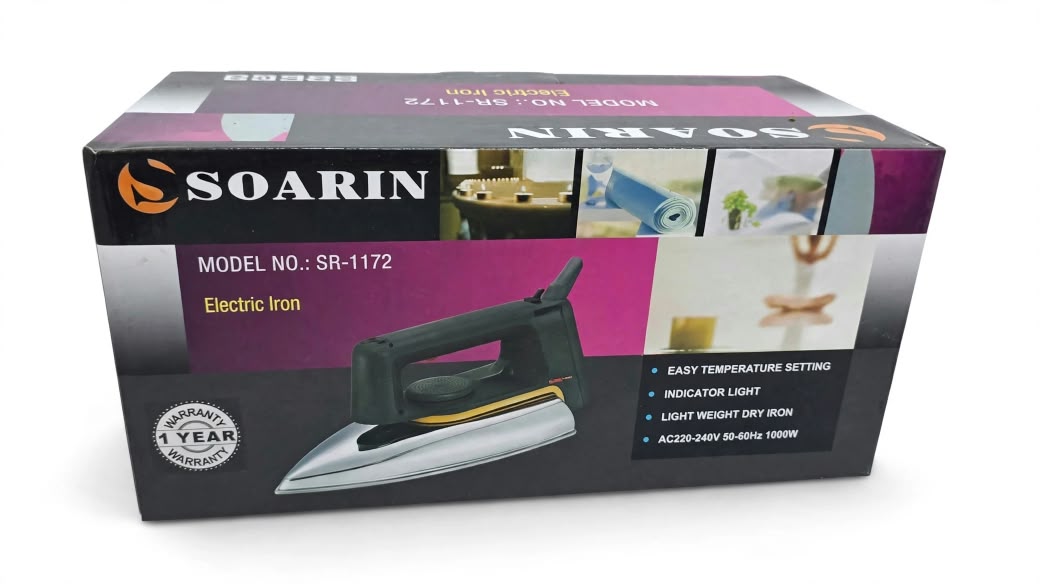 MODEL NO.: SR-1172
Electric Iron
SOARIN
SOARIN
MODEL NO.: SR-1172
Electric Iron
EASY TEMPERATURE SETTING
INDICATOR LIGHT
LIGHT WEIGHT DRY IRON
AC220-240V 50-60Hz 1000W
WARRANTY
1 YEAR
WARRANTY